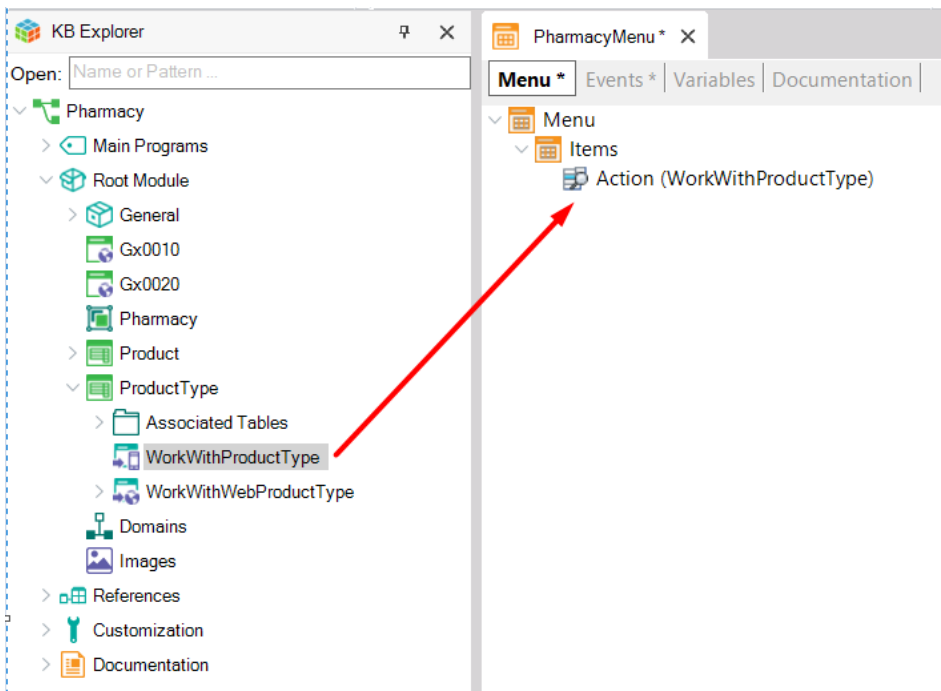 KB Explorer
Open: Name or Pattern ...
Pharmacy
Main Programs
Root Module
General
Gx0010
Gx0020
Pharmacy
Product
ProductType
Associated Tables
WorkWithProductType
WorkWithWebProductType
Domains
Images
References
Customization
Documentation
PharmacyMenu *
Menu * Events * Variables Documentation
Menu
Items
Action (WorkWithProductType)